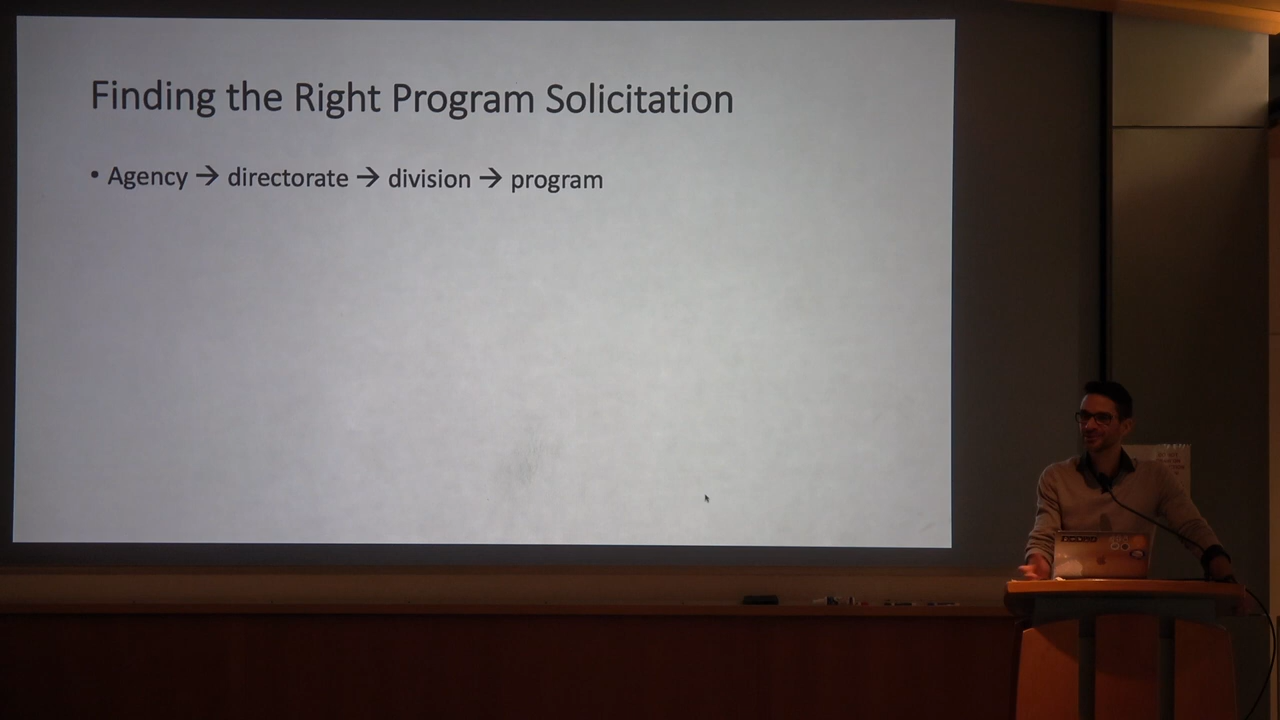 Finding the Right Program Solicitation
• Agency → directorate → division → program